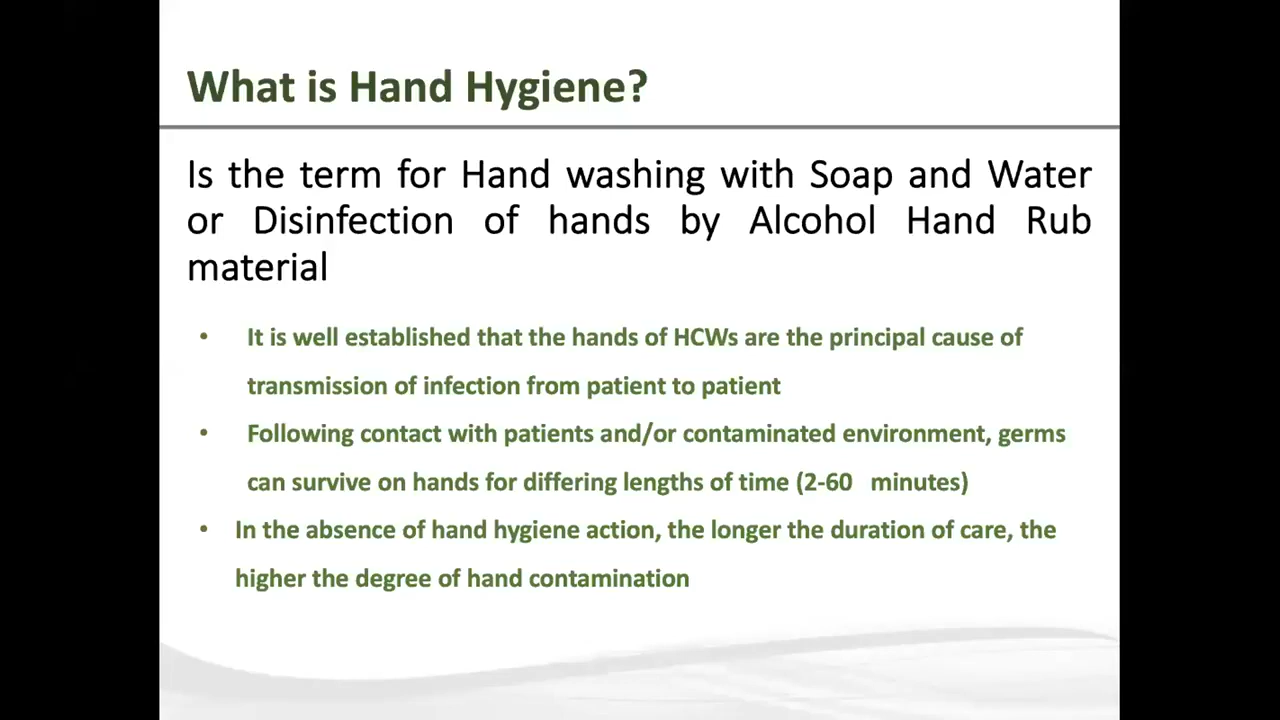 What is Hand Hygiene?
Is the term for Hand washing with Soap and Water
or Disinfection of hands by Alcohol Hand Rub
material
• It is well established that the hands of HCWs are the principal cause of
transmission of infection from patient to patient
• Following contact with patients and/or contaminated environment, germs
can survive on hands for differing lengths of time (2-60 minutes)
• In the absence of hand hygiene action, the longer the duration of care, the
higher the degree of hand contamination